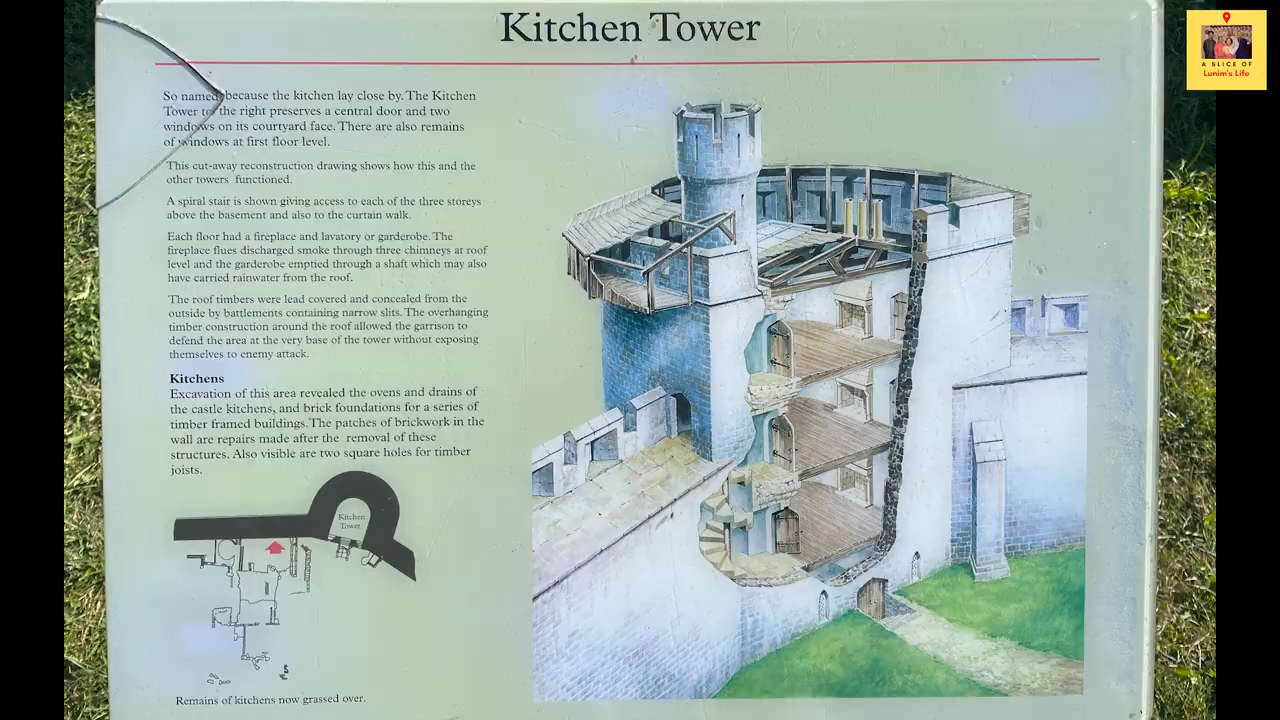 Kitchen Tower
So named because the kitchen lay close by. The Kitchen
Tower to the right preserves a central door and two
windows on its courtyard face. There are also remains
of windows at first floor level.
This cut-away reconstruction drawing shows how this and the
other towers functioned.
A spiral stair is shown giving access to each of the three storeys
above the basement and also to the curtain walk.
Each floor had a fireplace and lavatory or garderobe. The
fireplace flues discharged smoke through three chimneys at roof
level and the garderobe emptied through a shaft which may also
have carried rainwater from the roof.
The roof timbers were lead covered and concealed from the
outside by battlements containing narrow slits. The overhanging
timber construction around the roof allowed the garrison to
defend the area at the very base of the tower without exposing
themselves to enemy attack.
Kitchens
Excavation of this area revealed the ovens and drains of
the castle kitchens, and brick foundations for a series of
timber framed buildings.The patches of brickwork in the
wall are repairs made after the removal of these
structures. Also visible are two square holes for timber
joists.
Kitchen
Tower
Remains of kitchens now grassed over.
A SLICE OF
Lunim's Life